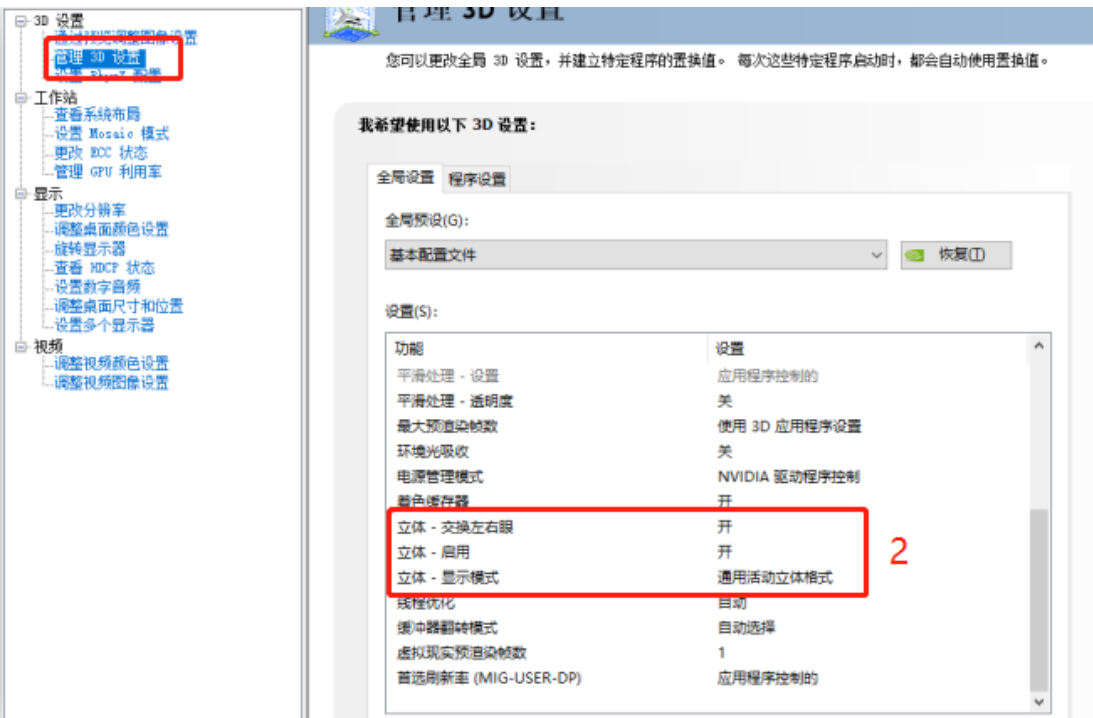 3D 设置
通过预览调整图像设置
管理 3D 设置
设置 PhysX 配置
工作站
查看系统布局
设置 Mosaic 模式
更改 ECC 状态
管理 GPU 利用率
显示
更改分辨率
调整桌面颜色设置
旋转显示器
查看 HDCP 状态
设置数字音频
调整桌面尺寸和位置
设置多个显示器
视频
调整视频颜色设置
调整视频图像设置
管理 3D 设置
您可以更改全局 3D 设置，并建立特定程序的置换值。 每次这些特定程序启动时，都会自动使用置换值。
我希望使用以下 3D 设置：
全局设置 程序设置
全局预设(G):
基本配置文件 恢复(T)
设置(S):
功能 设置
平滑处理 - 设置 应用程序控制的
平滑处理 - 透明度 关
最大预渲染帧数 使用 3D 应用程序设置
环境光吸收 关
电源管理模式 NVIDIA 驱动程序控制
着色缓存器 开
立体 - 交换左右眼 开
立体 - 启用 开
立体 - 显示模式 通用活动立体格式
2
线程优化 自动
缓冲器翻转模式 自动选择
虚拟现实预渲染帧数 1
首选刷新率 (MIG-USER-DP) 应用程序控制的